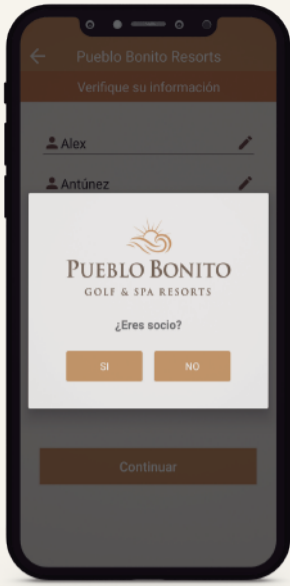 Pueblo Bonito Resorts
Verifique su información
Alex
Antúnez
PUEBLO BONITO
GOLF & SPA RESORTS
¿Eres socio?
SI
NO
Continuar